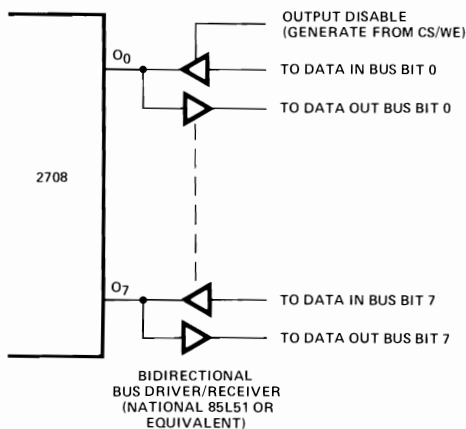 OUTPUT DISABLE
(GENERATE FROM CS/WE)
O0
TO DATA IN BUS BIT 0
TO DATA OUT BUS BIT 0
2708
O7
TO DATA IN BUS BIT 7
TO DATA OUT BUS BIT 7
BIDIRECTIONAL
BUS DRIVER/RECEIVER
(NATIONAL 85L51 OR
EQUIVALENT)